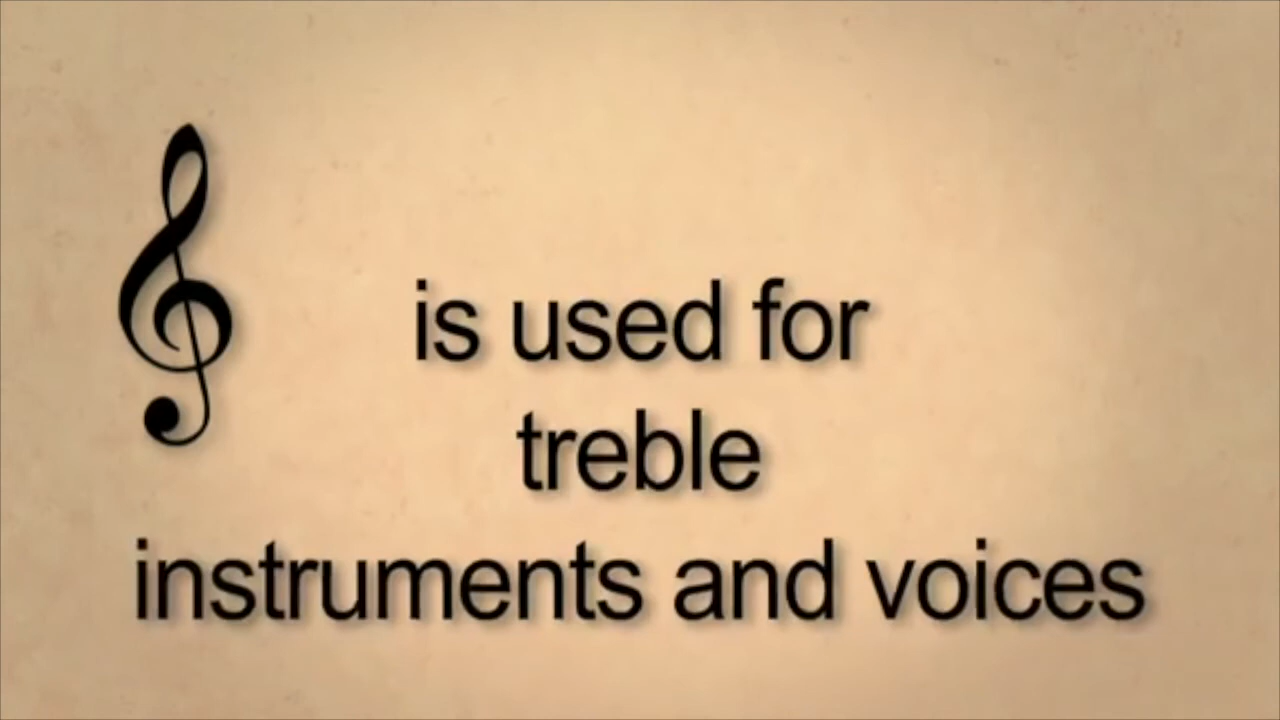 is used for
treble
instruments and voices